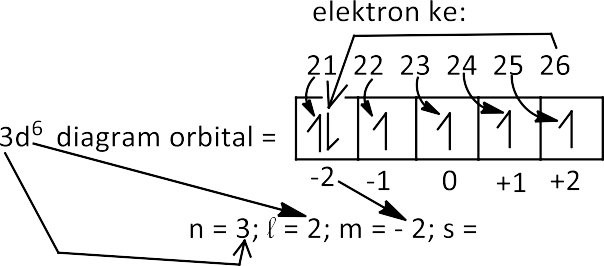 elektron ke:
21 22 23 24 25 26
3d⁶ diagram orbital = ⇅ ↿ ↿ ↿ ↿
-2 -1 0 +1 +2
n = 3; ℓ = 2; m = - 2; s =